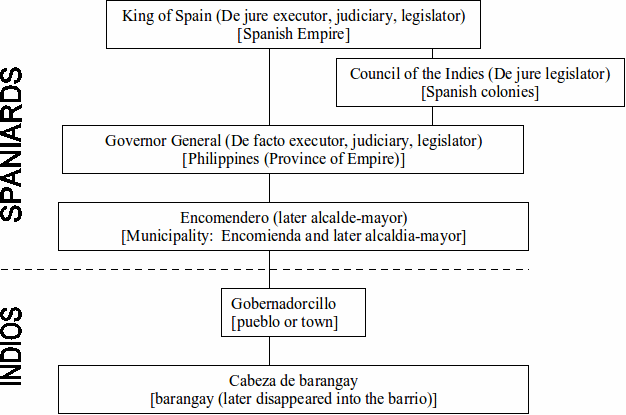 King of Spain (De jure executor, judiciary, legislator)
[Spanish Empire]
Council of the Indies (De jure legislator)
[Spanish colonies]
Governor General (De facto executor, judiciary, legislator)
[Philippines (Province of Empire)]
Encomendero (later alcalde-mayor)
[Municipality: Encomienda and later alcaldia-mayor]
SPANIARDS
Gobernadorcillo
[pueblo or town]
Cabeza de barangay
[barangay (later disappeared into the barrio)]
INDIOS